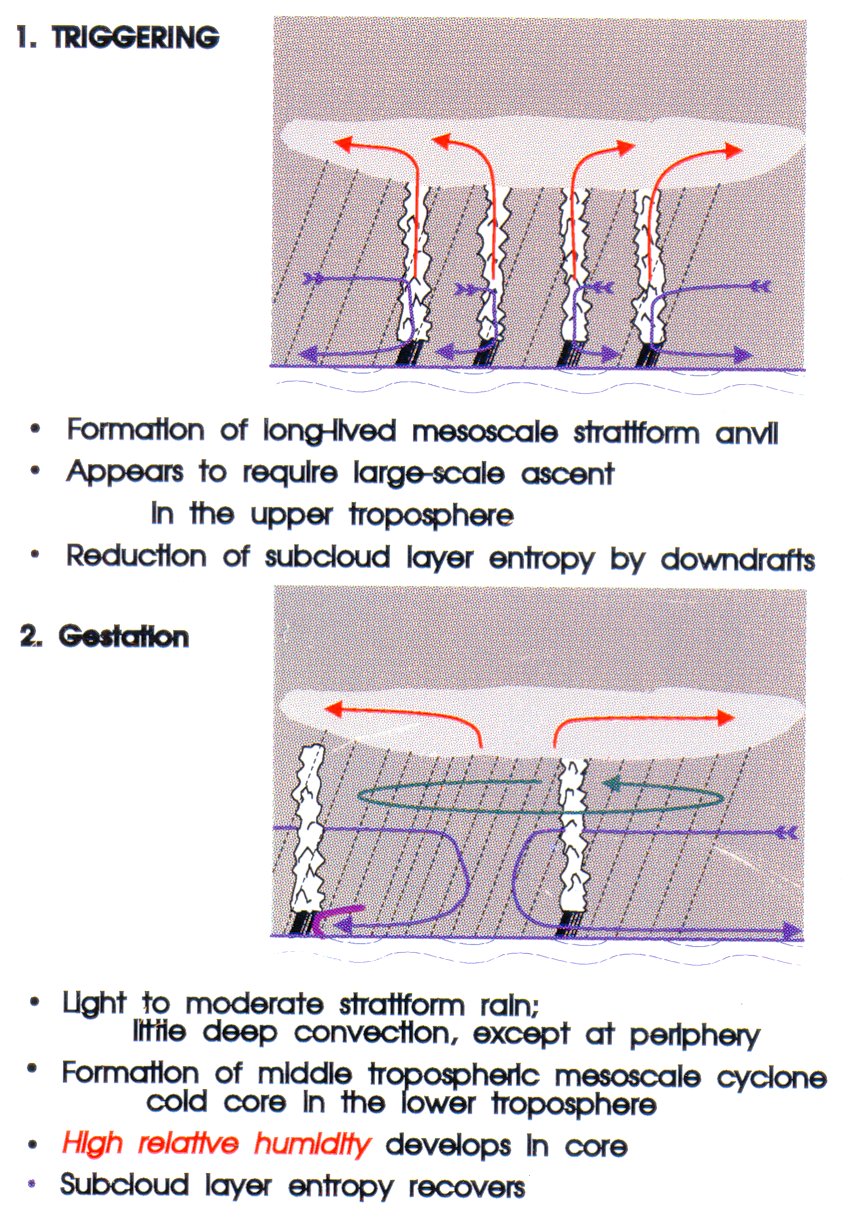 1. TRIGGERING
• Formation of long-lived mesoscale stratiform anvil
• Appears to require large-scale ascent
in the upper troposphere
• Reduction of subcloud layer entropy by downdrafts
2. Gestation
• Light to moderate stratiform rain;
little deep convection, except at periphery
• Formation of middle tropospheric mesoscale cyclone
cold core in the lower troposphere
• High relative humidity develops in core
• Subcloud layer entropy recovers